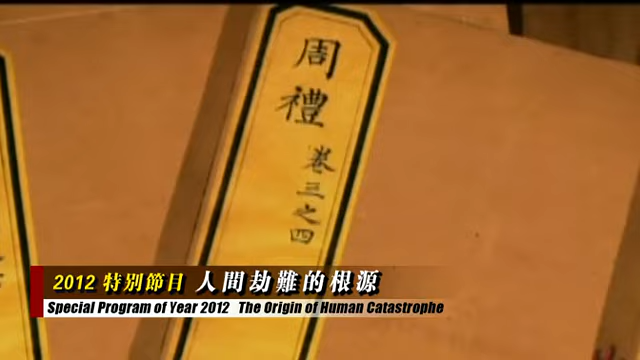 周
禮
卷三之四
2012 特別節目 人間劫難的根源
Special Program of Year 2012 The Origin of Human Catastrophe